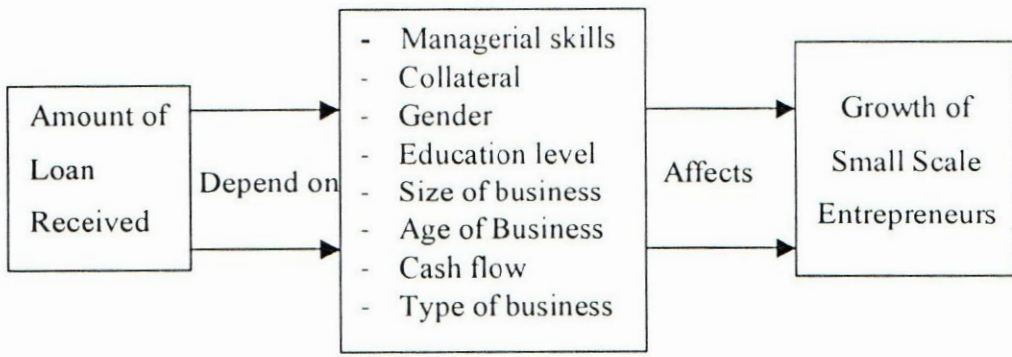 Amount of
Loan
Received
Depend on
- Managerial skills
- Collateral
- Gender
- Education level
- Size of business
- Age of Business
- Cash flow
- Type of business
Affects
Growth of
Small Scale
Entrepreneurs